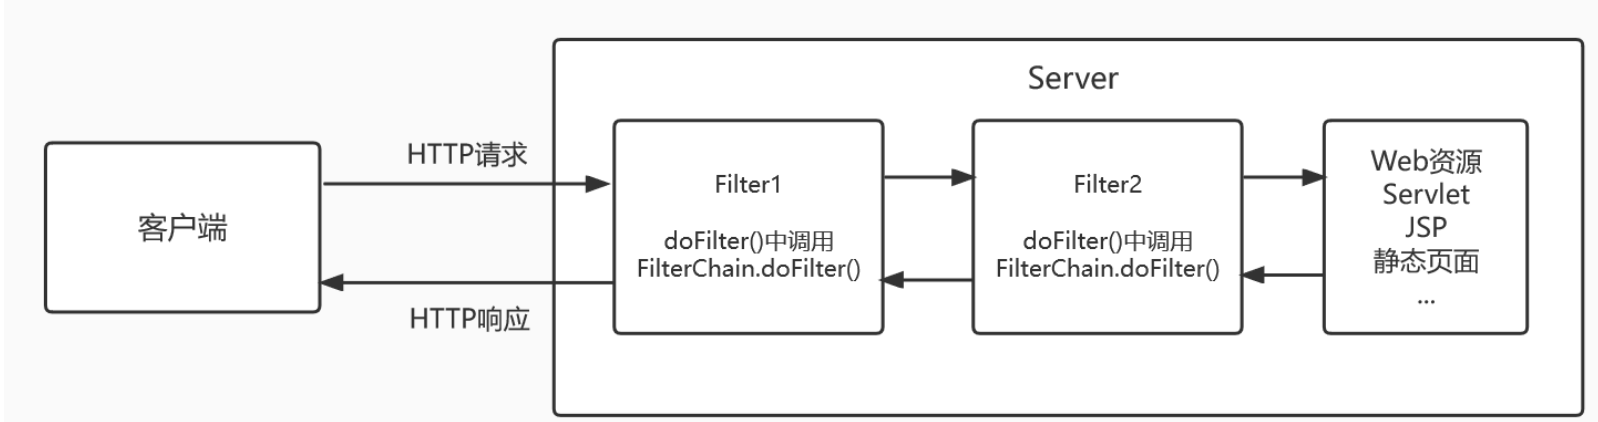 Server
客户端
HTTP请求
HTTP响应
Filter1
doFilter()中调用
FilterChain.doFilter()
Filter2
doFilter()中调用
FilterChain.doFilter()
Web资源
Servlet
JSP
静态页面
...